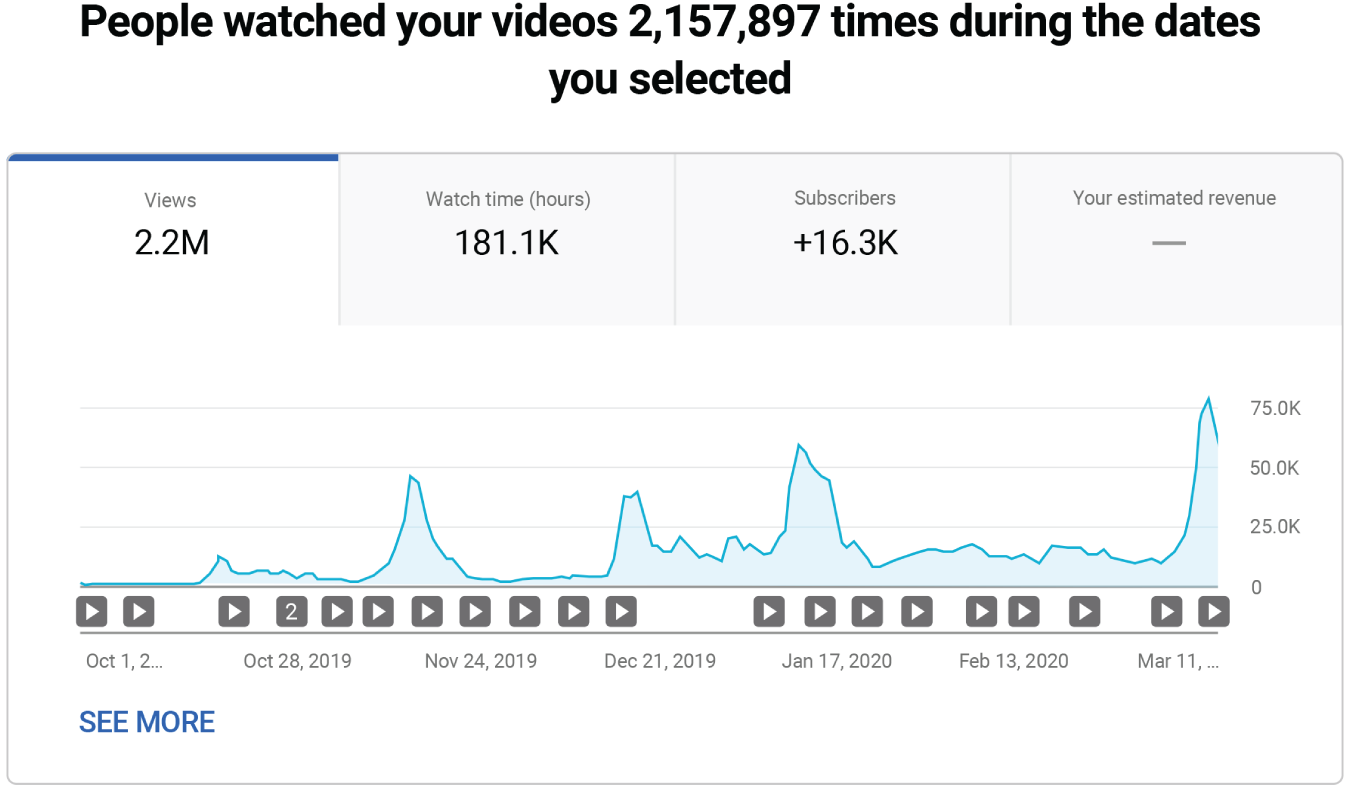 People watched your videos 2,157,897 times during the dates
you selected
Views
2.2M
Watch time (hours)
181.1K
Subscribers
+16.3K
Your estimated revenue
—
75.0K
50.0K
25.0K
0
2
Oct 1, 2... Oct 28, 2019 Nov 24, 2019 Dec 21, 2019 Jan 17, 2020 Feb 13, 2020 Mar 11, ...
SEE MORE